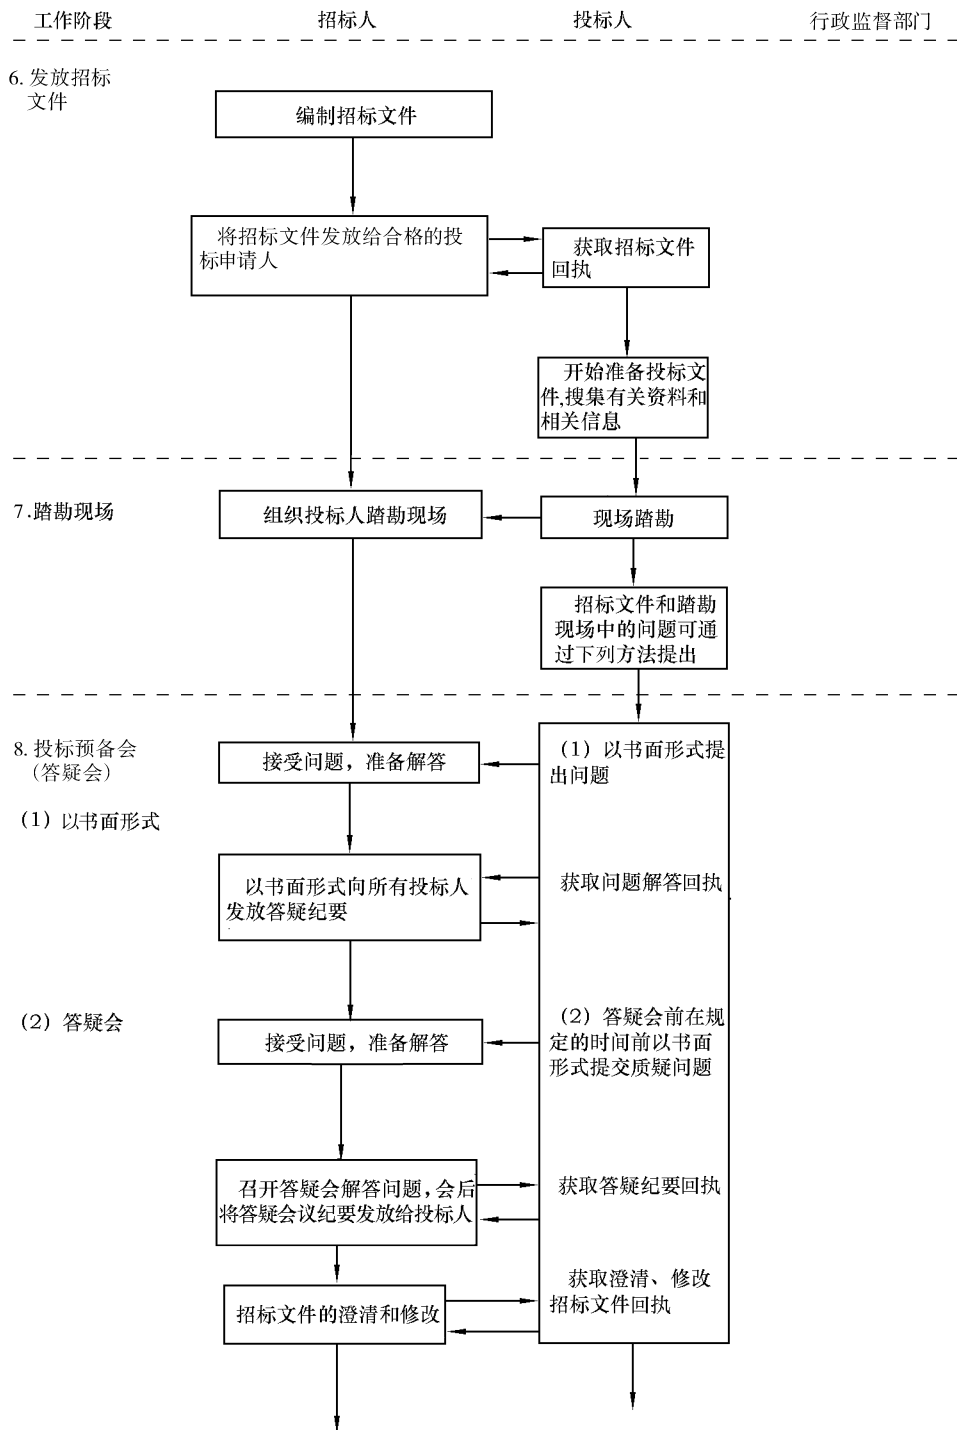 工作阶段 招标人 投标人 行政监督部门
6. 发放招标
文件
编制招标文件
将招标文件发放给合格的投
标申请人
获取招标文件
回执
开始准备投标文
件,搜集有关资料和
相关信息
7.踏勘现场
组织投标人踏勘现场
现场踏勘
招标文件和踏勘
现场中的问题可通
过下列方法提出
8. 投标预备会
（答疑会）
接受问题，准备解答
（1）以书面形式提
出问题
（1）以书面形式
以书面形式向所有投标人
发放答疑纪要
获取问题解答回执
（2）答疑会
接受问题，准备解答
（2）答疑会前在规
定的时间前以书面
形式提交质疑问题
召开答疑会解答问题，会后
将答疑会议纪要发放给投标人
获取答疑纪要回执
招标文件的澄清和修改
获取澄清、修改
招标文件回执